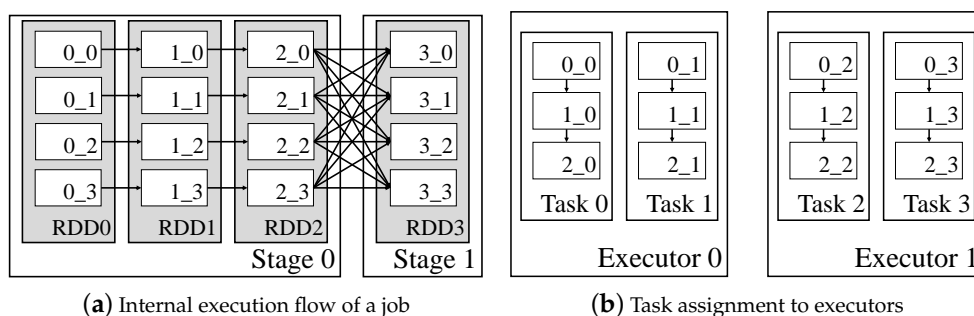 0_0 1_0 2_0 3_0
0_1 1_1 2_1 3_1
0_2 1_2 2_2 3_2
0_3 1_3 2_3 3_3
RDD0 RDD1 RDD2 RDD3
Stage 0 Stage 1
(a) Internal execution flow of a job
0_0 0_1 0_2 0_3
1_0 1_1 1_2 1_3
2_0 2_1 2_2 2_3
Task 0 Task 1 Task 2 Task 3
Executor 0 Executor 1
(b) Task assignment to executors